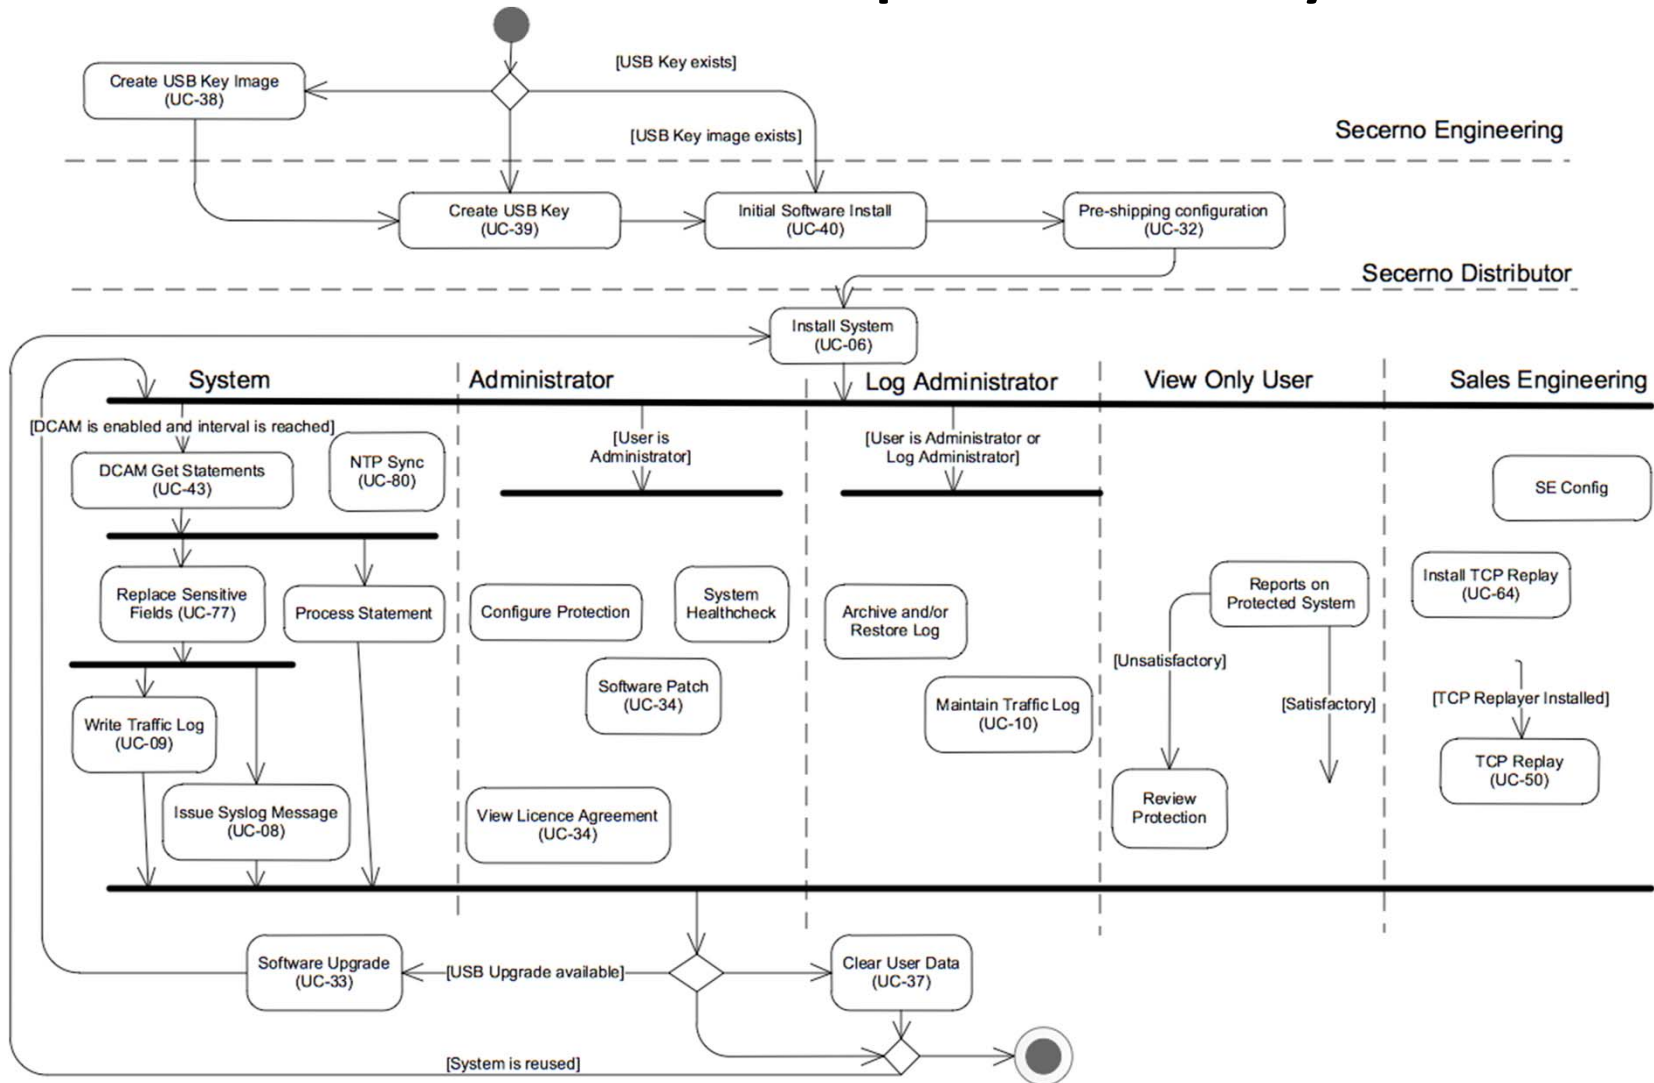 [USB Key exists]
Create USB Key Image
(UC-38)
[USB Key image exists]
Secerno Engineering
Create USB Key
(UC-39)
Initial Software Install
(UC-40)
Pre-shipping configuration
(UC-32)
Secerno Distributor
Install System
(UC-06)
System
Administrator
Log Administrator
View Only User
Sales Engineering
[DCAM is enabled and interval is reached]
DCAM Get Statements
(UC-43)
NTP Sync
(UC-80)
[User is
Administrator]
[User is Administrator or
Log Administrator]
SE Config
Replace Sensitive
Fields (UC-77)
Process Statement
Configure Protection
System
Healthcheck
Archive and/or
Restore Log
Reports on
Protected System
Install TCP Replay
(UC-64)
Software Patch
(UC-34)
[Unsatisfactory]
[Satisfactory]
[TCP Replayer Installed]
Write Traffic Log
(UC-09)
Maintain Traffic Log
(UC-10)
TCP Replay
(UC-50)
Issue Syslog Message
(UC-08)
View Licence Agreement
(UC-34)
Review
Protection
Software Upgrade
(UC-33)
[USB Upgrade available]
Clear User Data
(UC-37)
[System is reused]